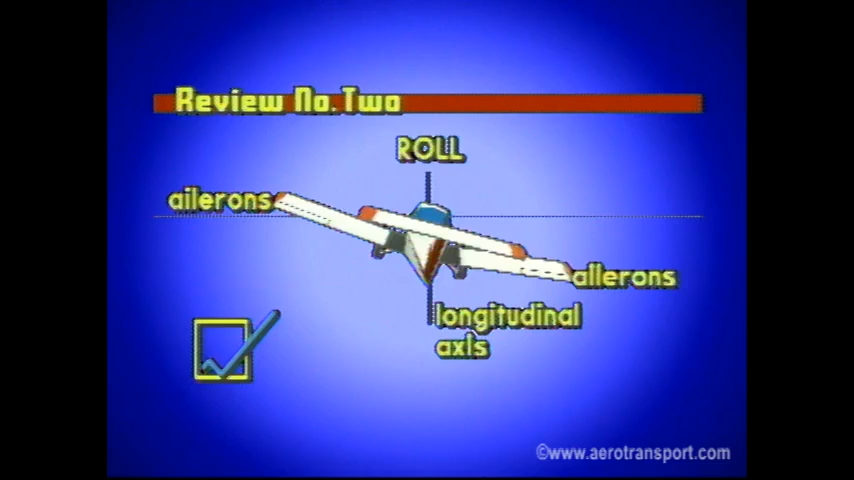 Review No. Two
ROLL
ailerons
ailerons
longitudinal
axis
©www.aerotransport.com